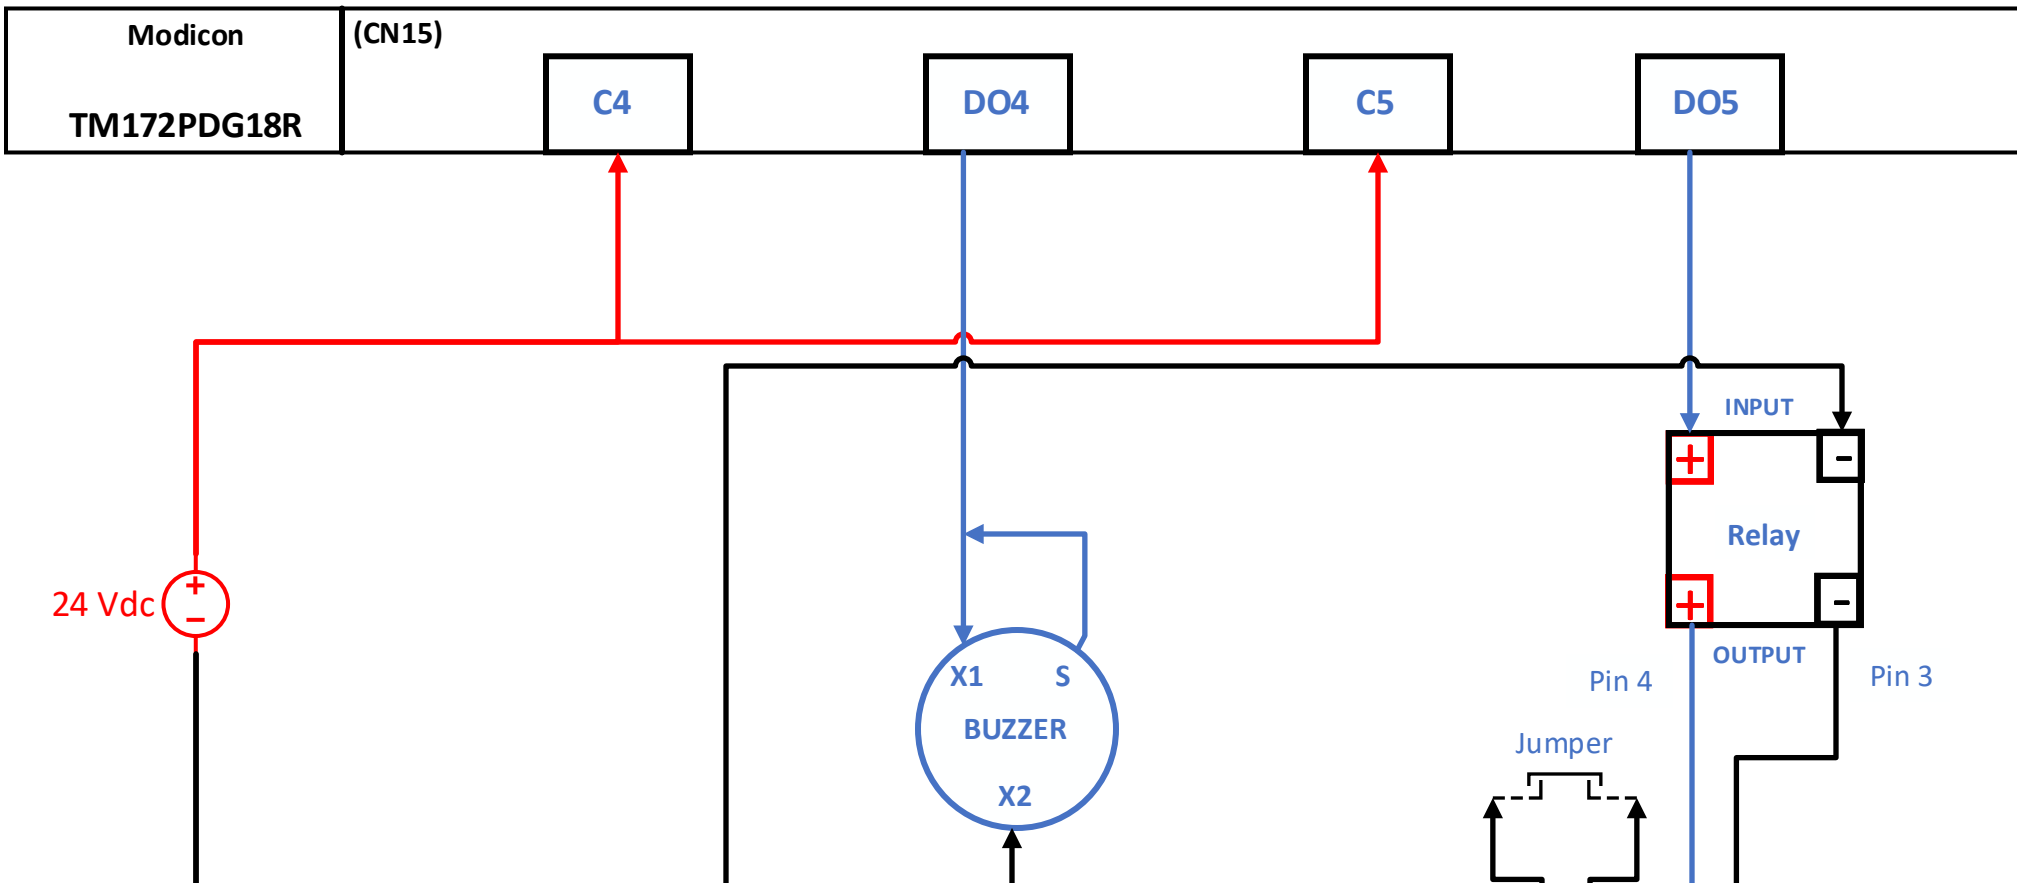 Modicon
(CN15)
TM172PDG18R
C4
DO4
C5
DO5
INPUT
+
-
Relay
24 Vdc
+
−
+
-
OUTPUT
X1
S
Pin 4
Pin 3
BUZZER
Jumper
X2